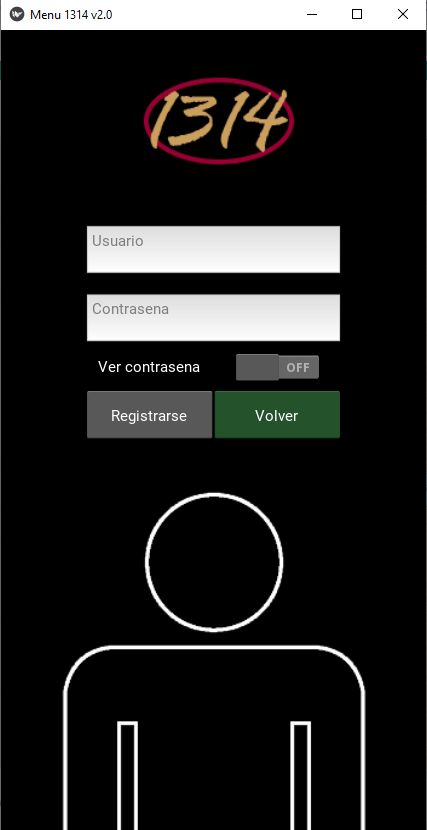 Menu 1314 v2.0
1314
Usuario
Contrasena
Ver contrasena OFF
Registrarse Volver